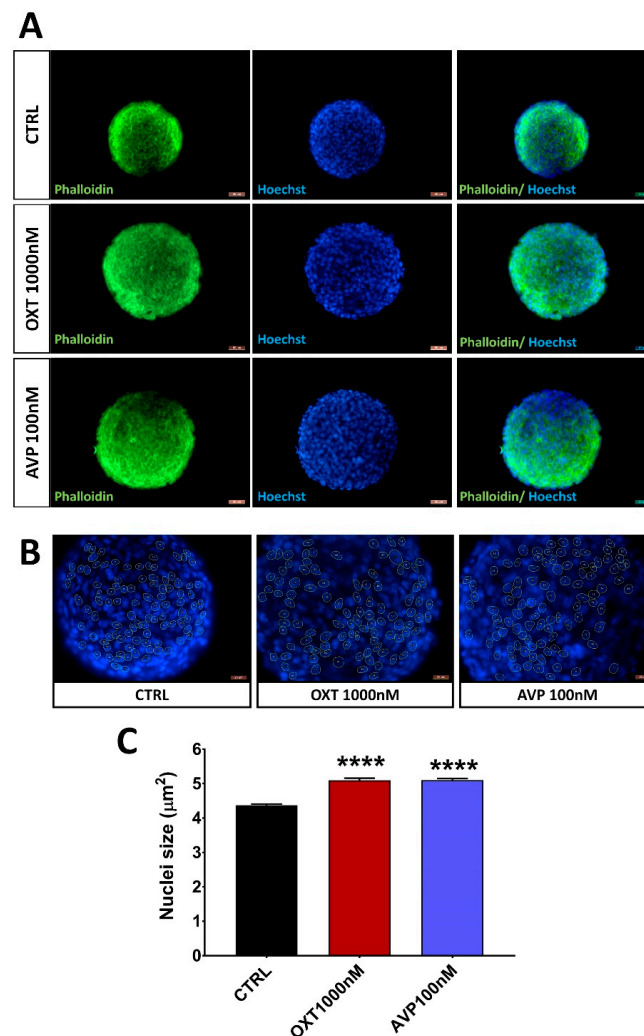 A
CTRL
Phalloidin
Hoechst
Phalloidin/ Hoechst
OXT 1000nM
Phalloidin
Hoechst
Phalloidin/ Hoechst
AVP 100nM
Phalloidin
Hoechst
Phalloidin/ Hoechst
B
CTRL
OXT 1000nM
AVP 100nM
C
Nuclei size (μm²)
6
5
4
3
2
1
0
****
****
CTRL
OXT1000nM
AVP100nM